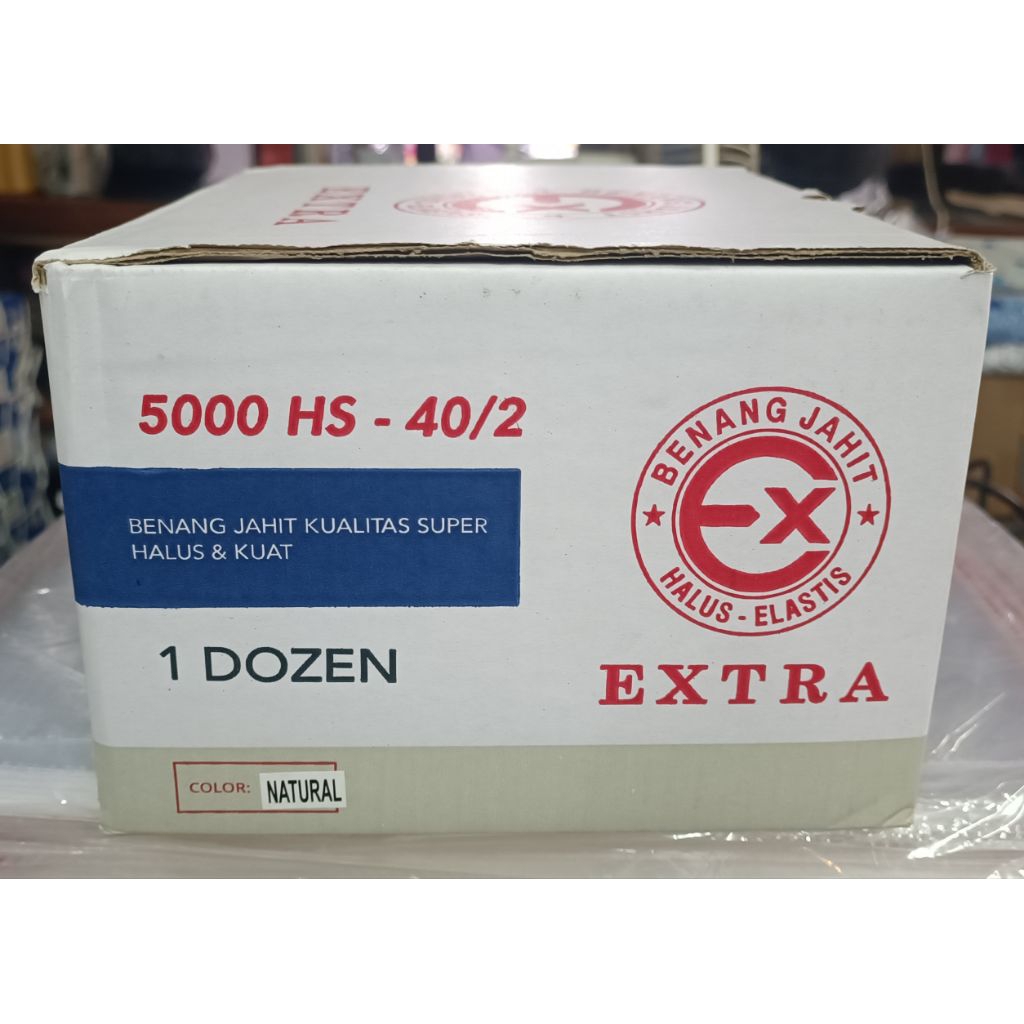 EXTRA
5000 HS - 40/2
BENANG JAHIT KUALITAS SUPER
HALUS & KUAT
1 DOZEN
BENANG JAHIT
EX
HALUS - ELASTIS
EXTRA
COLOR: NATURAL